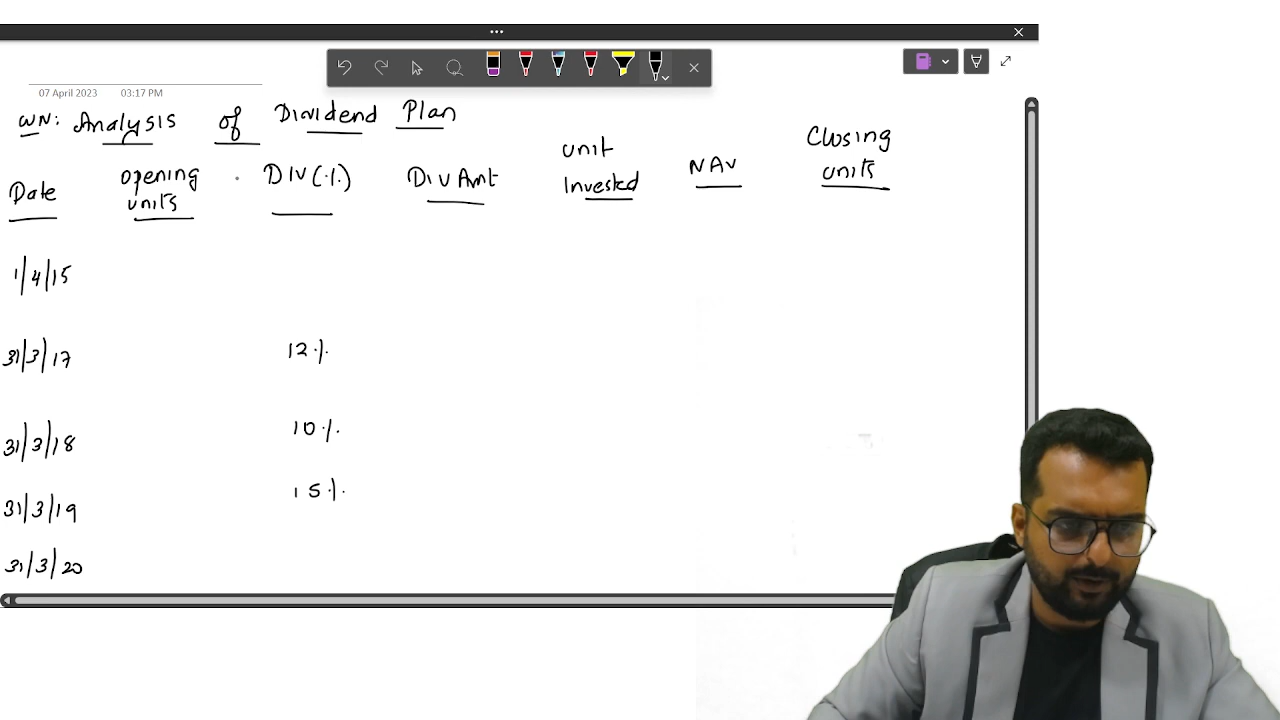 07 April 2023 03:17 PM
WN: Analysis of Dividend Plan
Date opening units DIV(%) Div Amt unit Invested NAV Closing units
1/4/15
31/3/17 12%
31/3/18 10%
31/3/19 15%
31/3/20